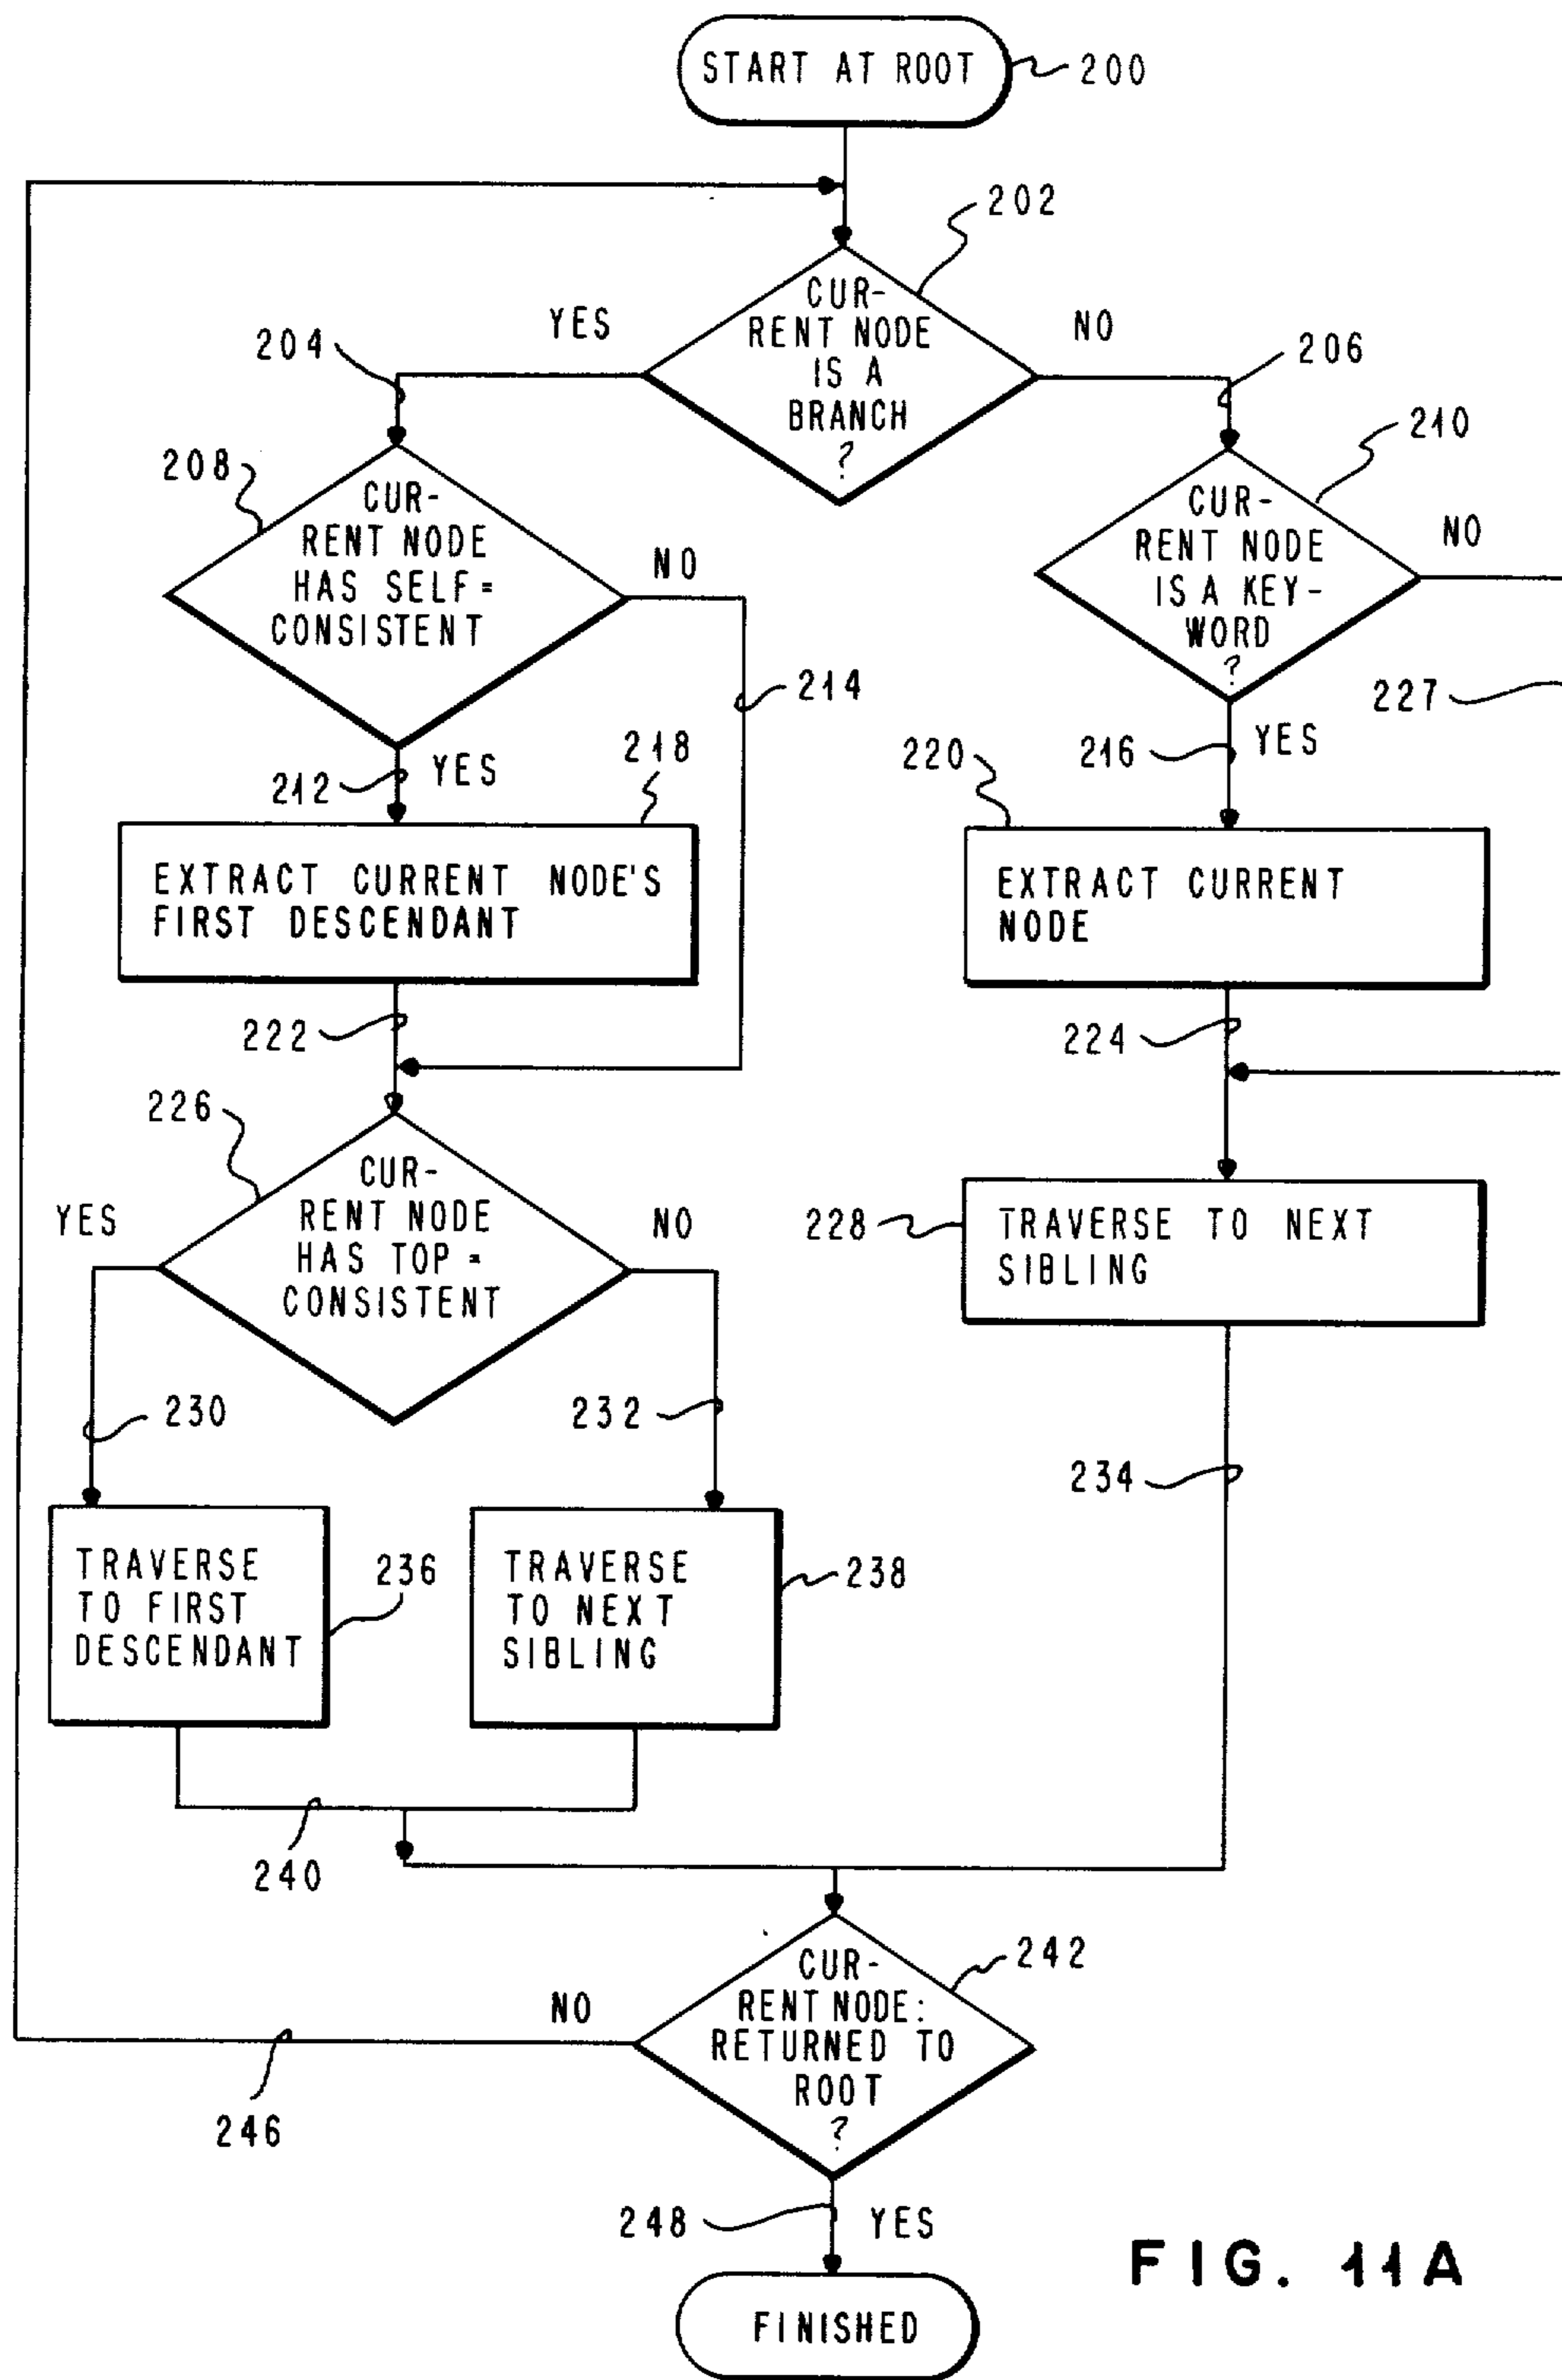 START AT ROOT
200
202
CUR-
RENT NODE
IS A
BRANCH
?
YES
NO
204
206
208
CUR-
RENT NODE
HAS SELF=
CONSISTENT
NO
210
CUR-
RENT NODE
IS A KEY-
WORD
?
NO
214
227
212
YES
218
216
YES
220
EXTRACT CURRENT NODE'S
FIRST DESCENDANT
EXTRACT CURRENT
NODE
222
224
226
CUR-
RENT NODE
HAS TOP=
CONSISTENT
YES
NO
228
TRAVERSE TO NEXT
SIBLING
230
232
234
TRAVERSE
TO FIRST
DESCENDANT
236
TRAVERSE
TO NEXT
SIBLING
238
240
242
CUR-
RENT NODE:
RETURNED TO
ROOT
?
NO
246
248
YES
FINISHED
FIG. 11A